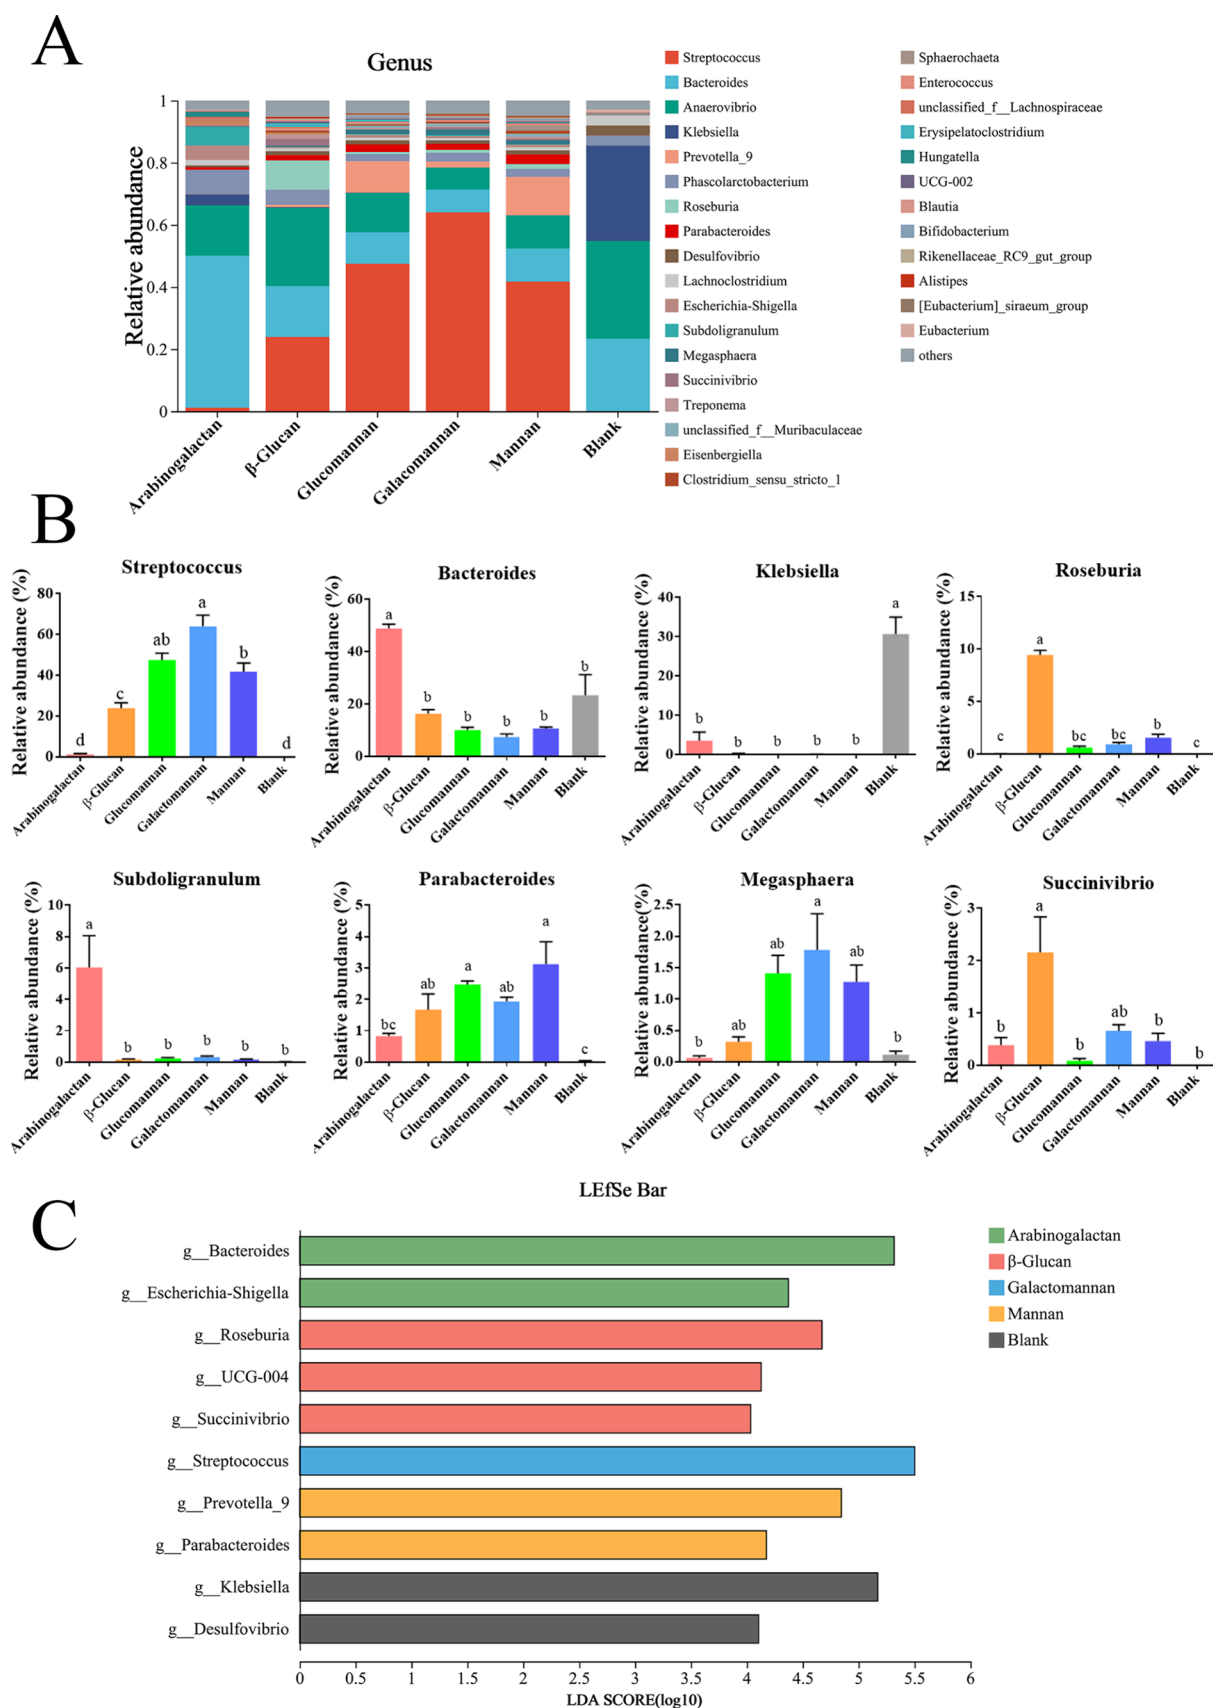 A
Genus
Relative abundance
1
0.8
0.6
0.4
0.2
0
Arabinogalactan
β-Glucan
Glucomannan
Galacomannan
Mannan
Blank
Streptococcus
Bacteroides
Anaerovibrio
Klebsiella
Prevotella_9
Phascolarctobacterium
Roseburia
Parabacteroides
Desulfovibrio
Lachnoclostridium
Escherichia-Shigella
Subdoligranulum
Megasphaera
Succinivibrio
Treponema
unclassified_f__Muribaculaceae
Eisenbergiella
Clostridium_sensu_stricto_1
Sphaerochaeta
Enterococcus
unclassified_f__Lachnospiraceae
Erysipelatoclostridium
Hungatella
UCG-002
Blautia
Bifidobacterium
Rikenellaceae_RC9_gut_group
Alistipes
[Eubacterium]_siraeum_group
Eubacterium
others
B
Streptococcus
Relative abundance (%)
80
60
40
20
0
d
c
ab
a
b
d
Arabinogalactan
β-Glucan
Glucomannan
Galactomannan
Mannan
Blank
Bacteroides
Relative abundance (%)
60
40
20
0
a
b
b
b
b
b
Arabinogalactan
β-Glucan
Glucomannan
Galactomannan
Mannan
Blank
Klebsiella
Relative abundance (%)
40
30
20
10
0
b
b
b
b
b
a
Arabinogalactan
β-Glucan
Glucomannan
Galactomannan
Mannan
Blank
Roseburia
Relative abundance (%)
15
10
5
0
c
a
bc
bc
b
c
Arabinogalactan
β-Glucan
Glucomannan
Galactomannan
Mannan
Blank
Subdoligranulum
Relative abundance (%)
10
8
6
4
2
0
a
b
b
b
b
b
Arabinogalactan
β-Glucan
Glucomannan
Galactomannan
Mannan
Blank
Parabacteroides
Relative abundance (%)
5
4
3
2
1
0
bc
ab
a
ab
a
c
Arabinogalactan
β-Glucan
Glucomannan
Galactomannan
Mannan
Blank
Megasphaera
Relative abundance(%)
2.5
2.0
1.5
1.0
0.5
0.0
b
ab
ab
a
ab
b
Arabinogalactan
β-Glucan
Glucomannan
Galactomannan
Mannan
Blank
Succinivibrio
Relative abundance (%)
3
2
1
0
b
a
b
ab
b
b
Arabinogalactan
β-Glucan
Glucomannan
Galactomannan
Mannan
Blank
C
LEfSe Bar
g__Bacteroides
g__Escherichia-Shigella
g__Roseburia
g__UCG-004
g__Succinivibrio
g__Streptococcus
g__Prevotella_9
g__Parabacteroides
g__Klebsiella
g__Desulfovibrio
0 0.5 1 1.5 2 2.5 3 3.5 4 4.5 5 5.5 6
LDA SCORE(log10)
Arabinogalactan
β-Glucan
Galactomannan
Mannan
Blank